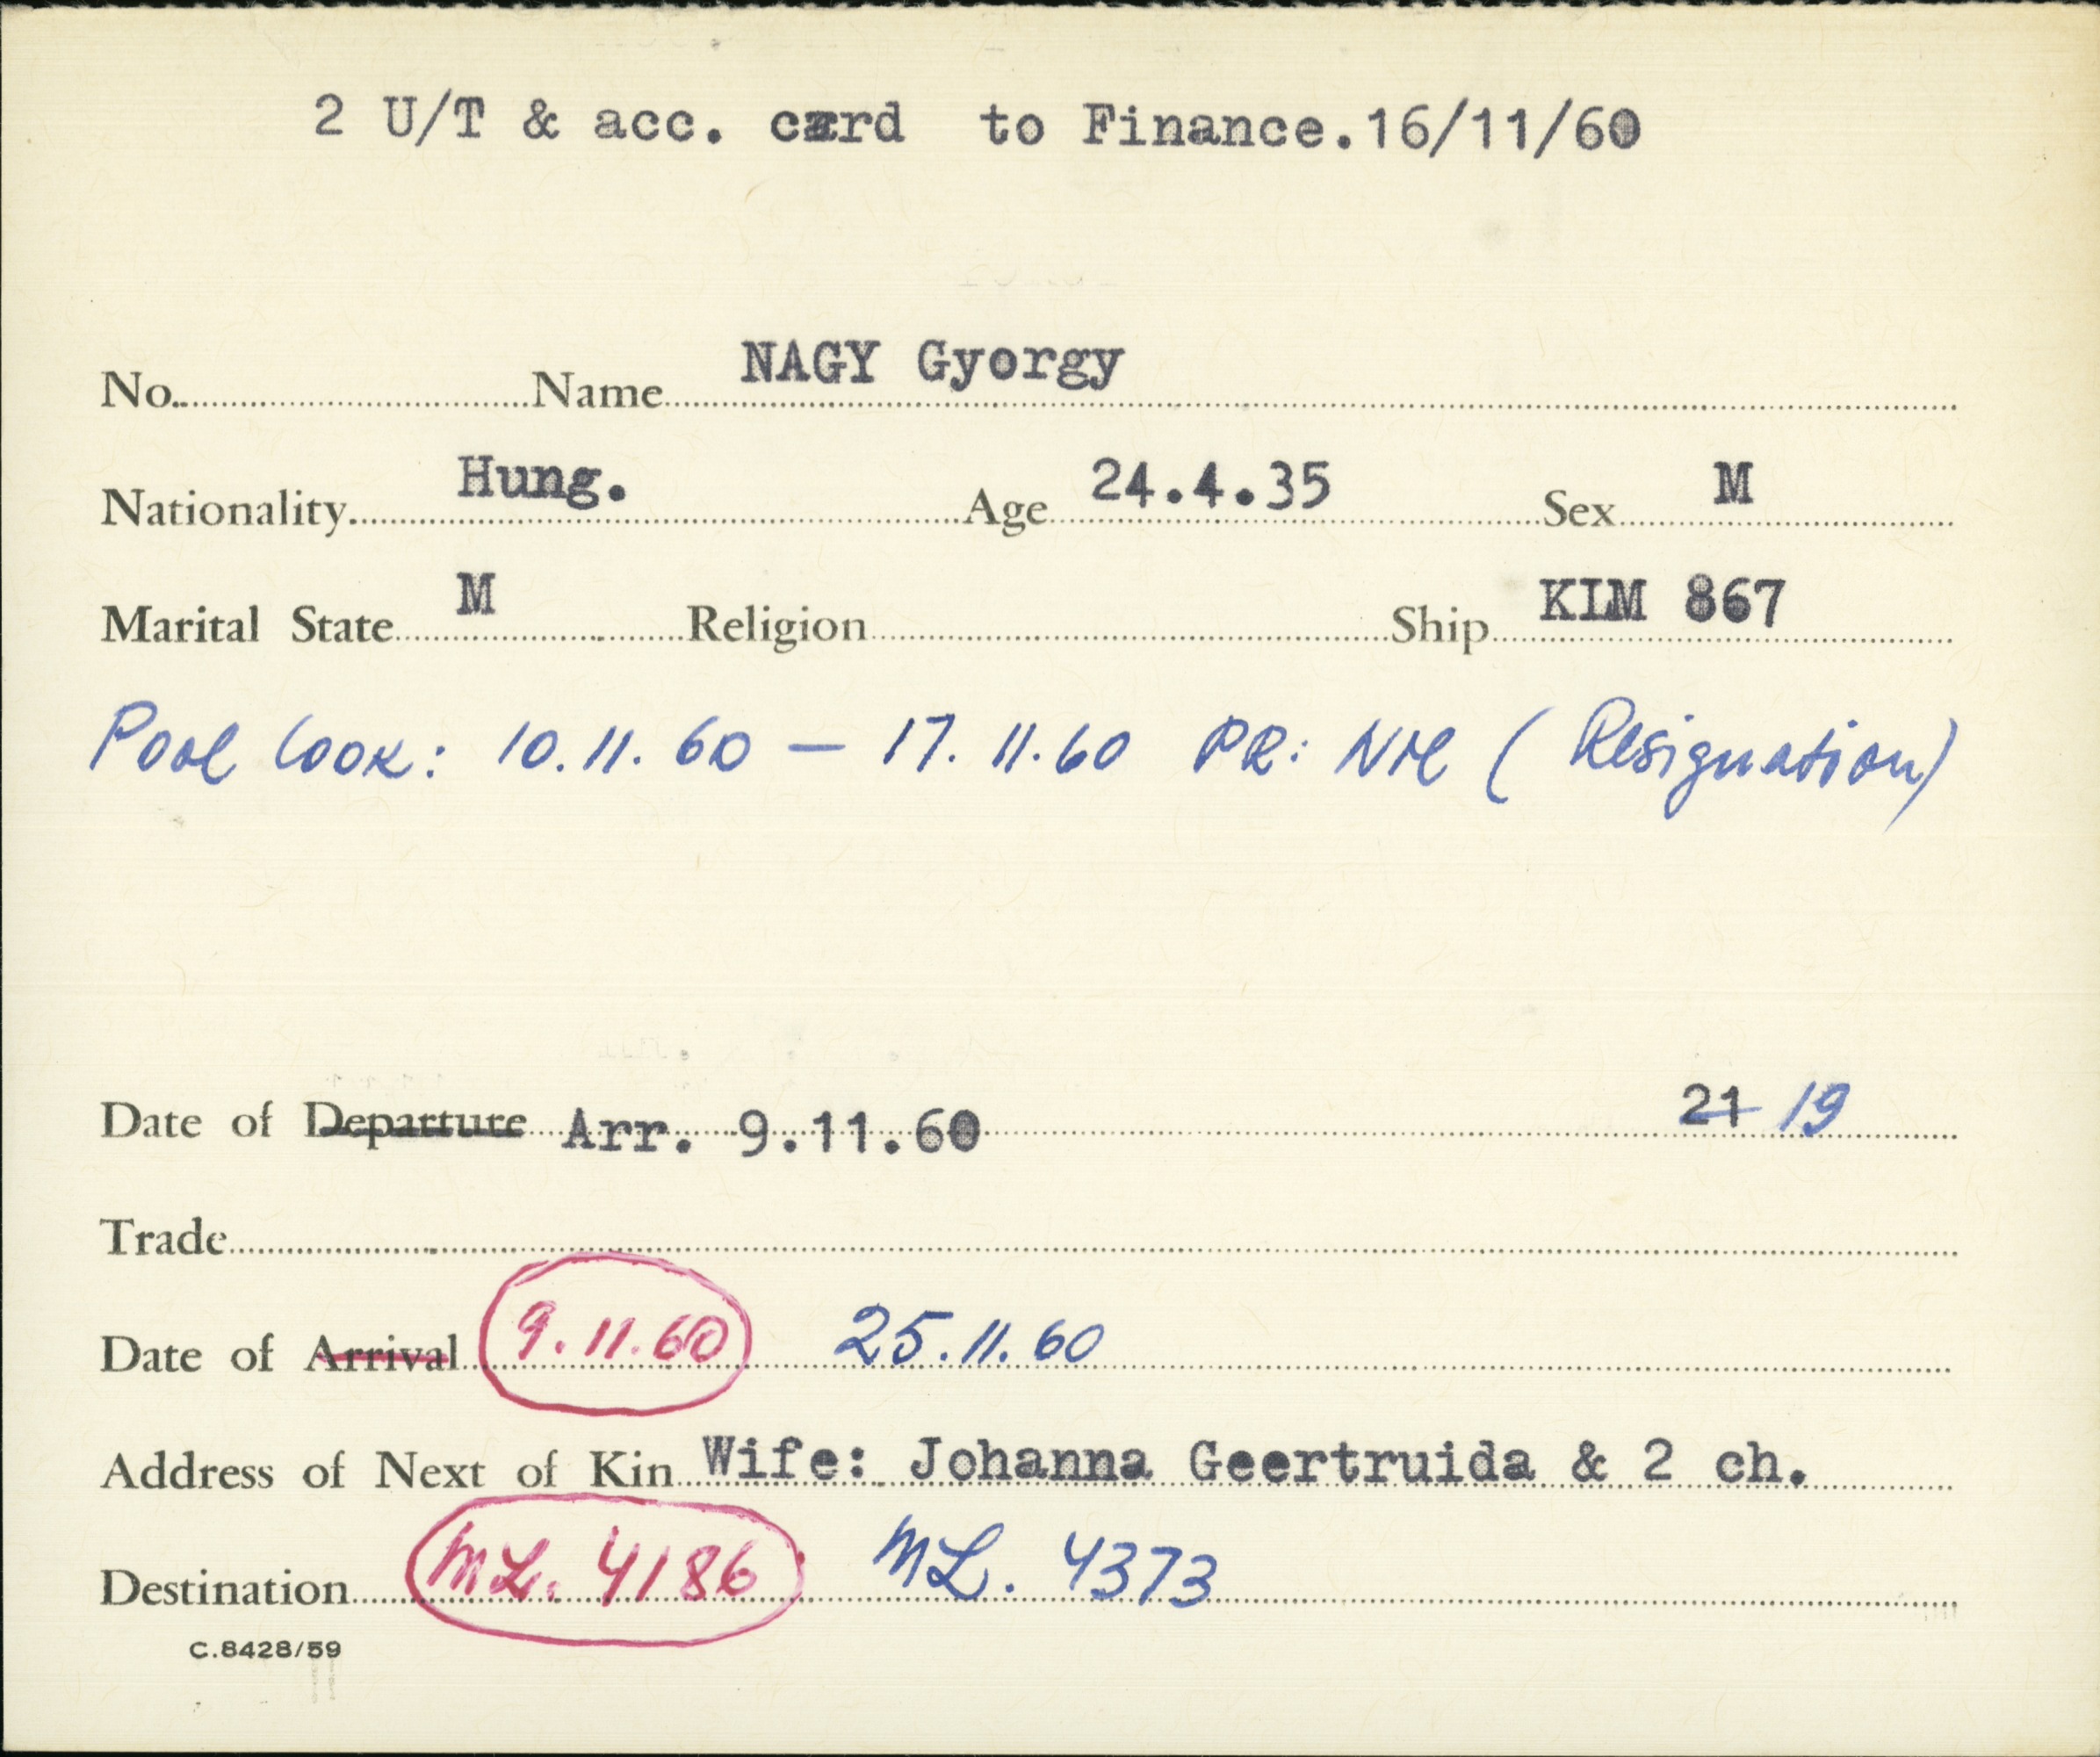 2 U/T & acc. card to Finance.16/11/60
No. Name NAGY Gyorgy
Nationality Hung. Age 24.4.35 Sex M
Marital State M Religion Ship KIM 867
Pool Cook: 10.11.60 — 17.11.60 PR: Nil (Resignation)
Date of Departure Arr. 9.11.60 21 19
Trade
Date of Arrival 9.11.60 25.11.60
Address of Next of Kin Wife: Johanna Geertruida & 2 ch.
Destination ML. 4186 ML. 4373
C.8428/59